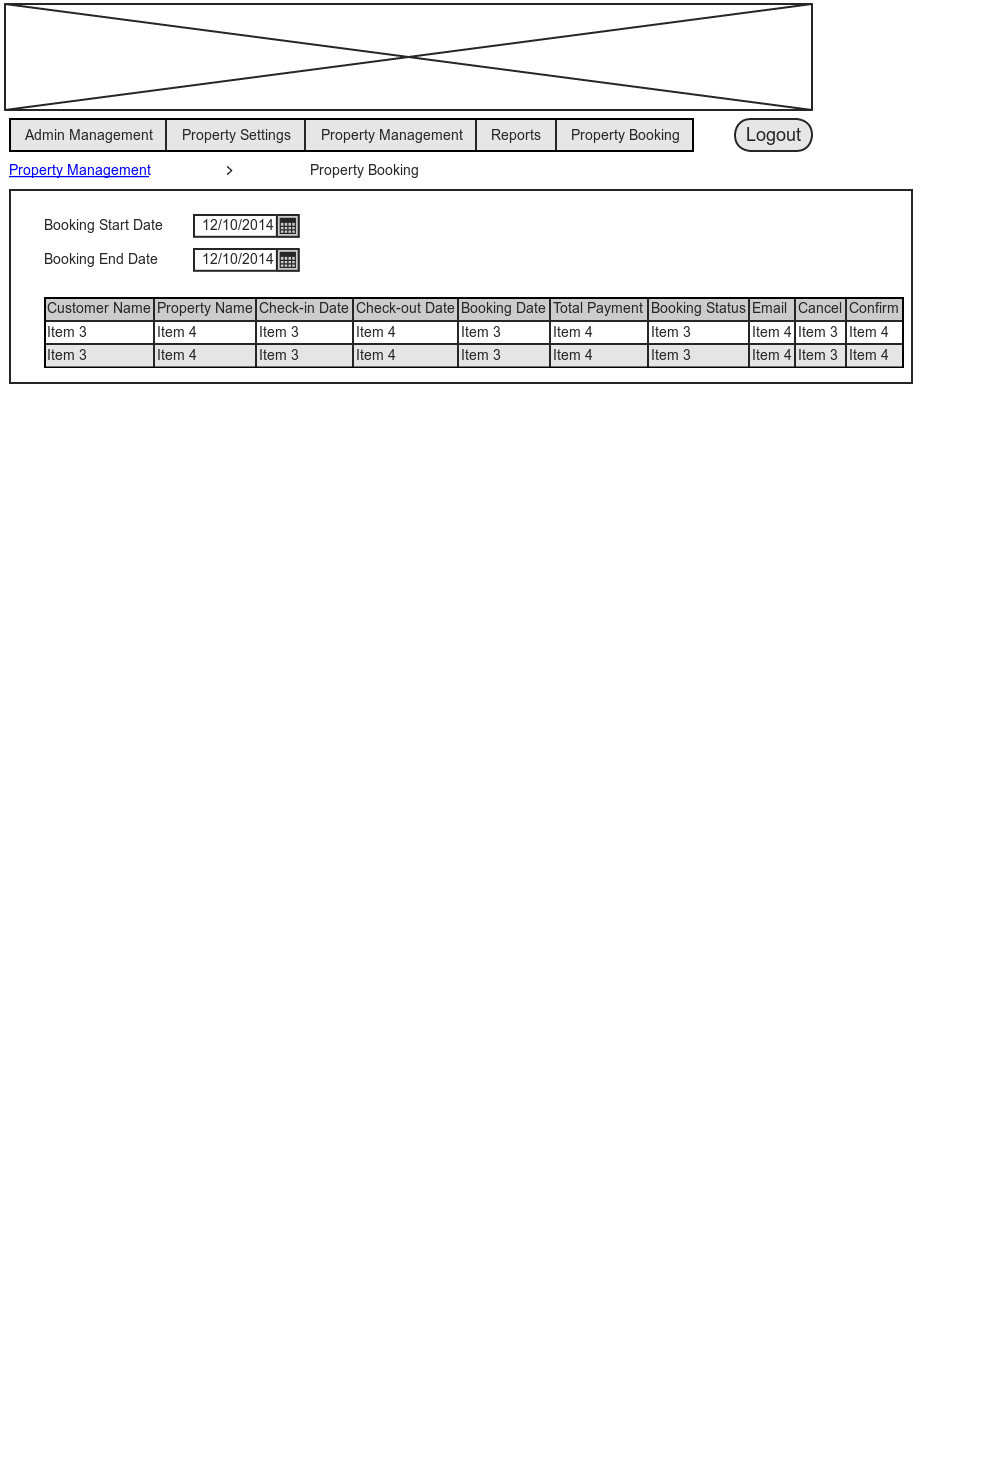 Admin Management Property Settings Property Management Reports Property Booking Logout
Property Management > Property Booking
Booking Start Date 12/10/2014
Booking End Date 12/10/2014
Customer Name Property Name Check-in Date Check-out Date Booking Date Total Payment Booking Status Email Cancel Confirm
Item 3 Item 4 Item 3 Item 4 Item 3 Item 4 Item 3 Item 4 Item 3 Item 4
Item 3 Item 4 Item 3 Item 4 Item 3 Item 4 Item 3 Item 4 Item 3 Item 4